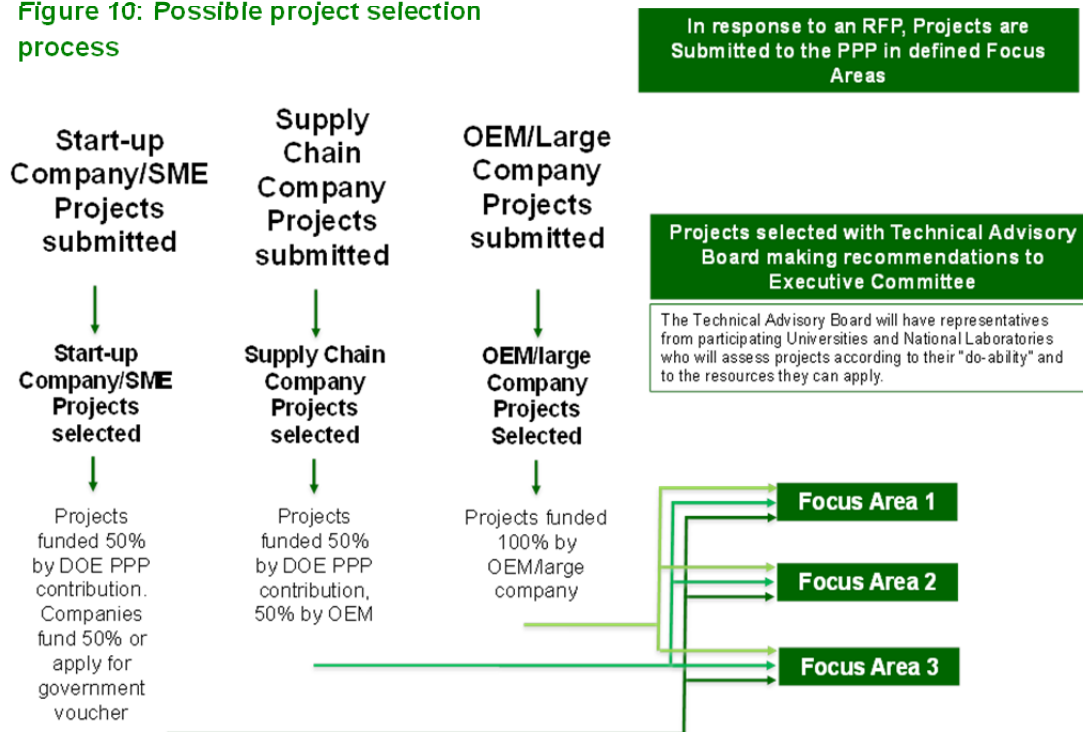 Figure 10: Possible project selection
process
In response to an RFP, Projects are
Submitted to the PPP in defined Focus
Areas
Start-up
Company/SME
Projects
submitted
Supply
Chain
Company
Projects
submitted
OEM/Large
Company
Projects
submitted
Projects selected with Technical Advisory
Board making recommendations to
Executive Committee
The Technical Advisory Board will have representatives
from participating Universities and National Laboratories
who will assess projects according to their "do-ability" and
to the resources they can apply.
Start-up
Company/SME
Projects
selected
Supply Chain
Company
Projects
selected
OEM/large
Company
Projects
Selected
Projects
funded 50%
by DOE PPP
contribution.
Companies
fund 50% or
apply for
government
voucher
Projects
funded 50%
by DOE PPP
contribution,
50% by OEM
Projects funded
100% by
OEM/large
company
Focus Area 1
Focus Area 2
Focus Area 3